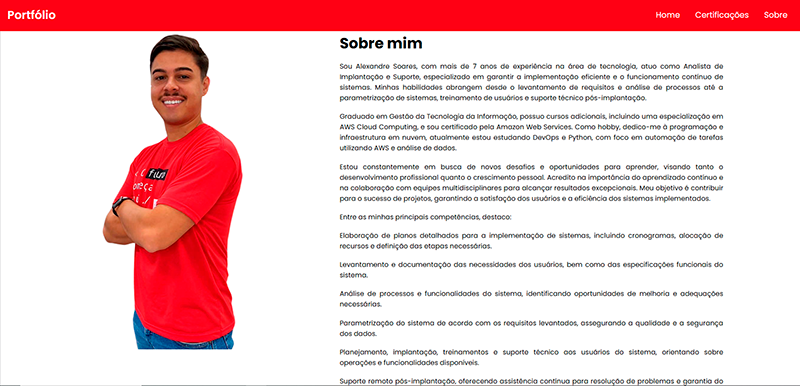 Portfólio
Home Certificações Sobre
Sobre mim
Sou Alexandre Soares, com mais de 7 anos de experiência na área de tecnologia, atuo como Analista de
Implantação e Suporte, especializado em garantir a implementação eficiente e o funcionamento contínuo de
sistemas. Minhas habilidades abrangem desde o levantamento de requisitos e análise de processos até a
parametrização de sistemas, treinamento de usuários e suporte técnico pós-implantação.
Graduado em Gestão da Tecnologia da Informação, possuo cursos adicionais, incluindo uma especialização em
AWS Cloud Computing, e sou certificado pela Amazon Web Services. Como hobby, dedico-me à programação e
infraestrutura em nuvem, atualmente estou estudando DevOps e Python, com foco em automação de tarefas
utilizando AWS e análise de dados.
Estou constantemente em busca de novos desafios e oportunidades para aprender, visando tanto o
desenvolvimento profissional quanto o crescimento pessoal. Acredito na importância do aprendizado contínuo e
na colaboração com equipes multidisciplinares para alcançar resultados excepcionais. Meu objetivo é contribuir
para o sucesso de projetos, garantindo a satisfação dos usuários e a eficiência dos sistemas implementados.
Entre as minhas principais competências, destaco:
Elaboração de planos detalhados para a implementação de sistemas, incluindo cronogramas, alocação de
recursos e definição das etapas necessárias.
Levantamento e documentação das necessidades dos usuários, bem como das especificações funcionais do
sistema.
Análise de processos e funcionalidades do sistema, identificando oportunidades de melhoria e adequações
necessárias.
Parametrização do sistema de acordo com os requisitos levantados, assegurando a qualidade e a segurança
dos dados.
Planejamento, implantação, treinamentos e suporte técnico aos usuários do sistema, orientando sobre
operações e funcionalidades disponíveis.
Suporte remoto pós-implantação, oferecendo assistência contínua para resolução de problemas e garantia do